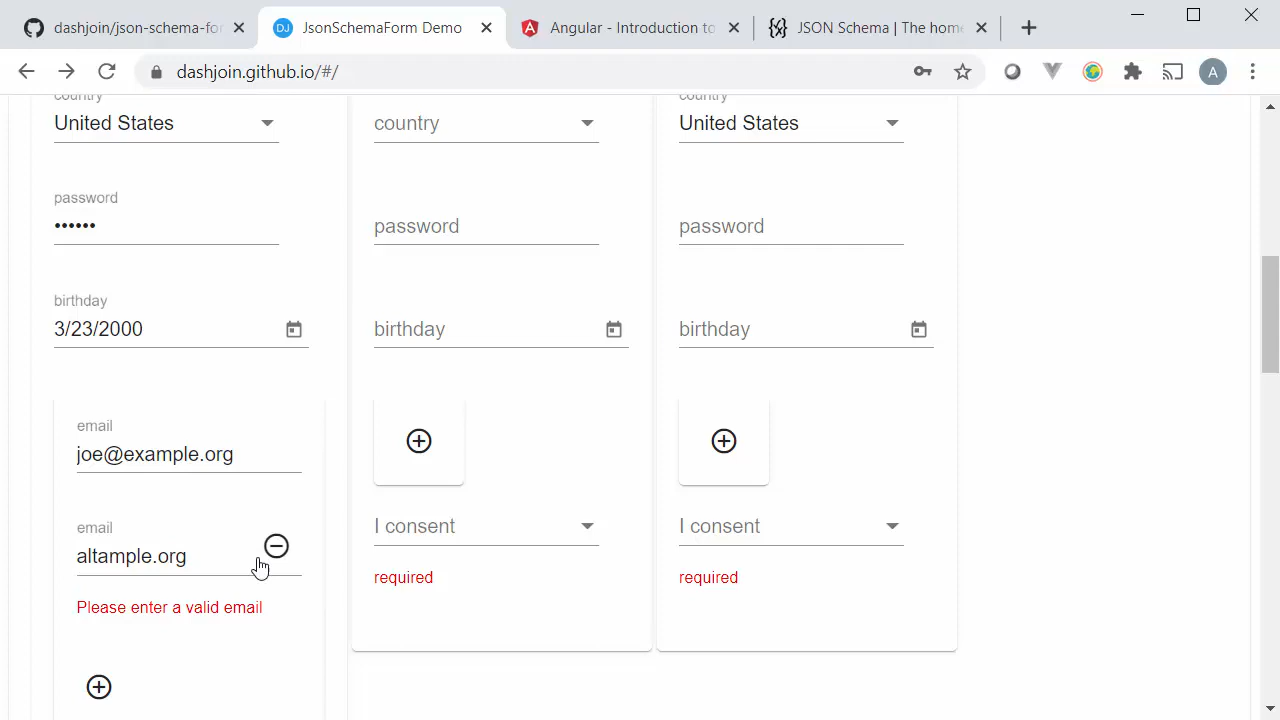 dashjoin/json-schema-for
JsonSchemaForm Demo
Angular - Introduction to
JSON Schema | The home
dashjoin.github.io/#/
A
country
United States
password
••••••
birthday
3/23/2000
email
joe@example.org
email
altample.org
Please enter a valid email
country
password
birthday
I consent
required
country
United States
password
birthday
I consent
required